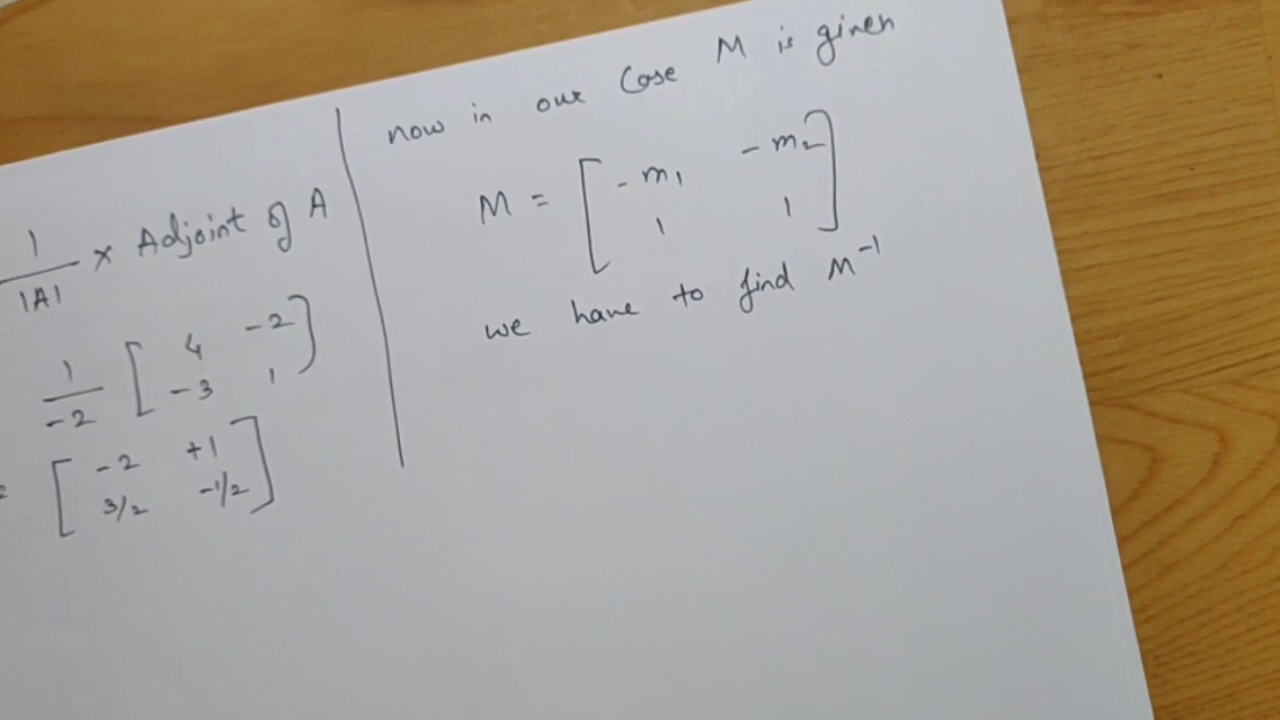 1
|A|
× Adjoint of A
1
-2
[ 4 -2
-3 1 ]
[ -2 +1
3/2 -1/2 ]
now in our Case M is given
M = [ -m₁ -m₂
1 1 ]
we have to find M⁻¹